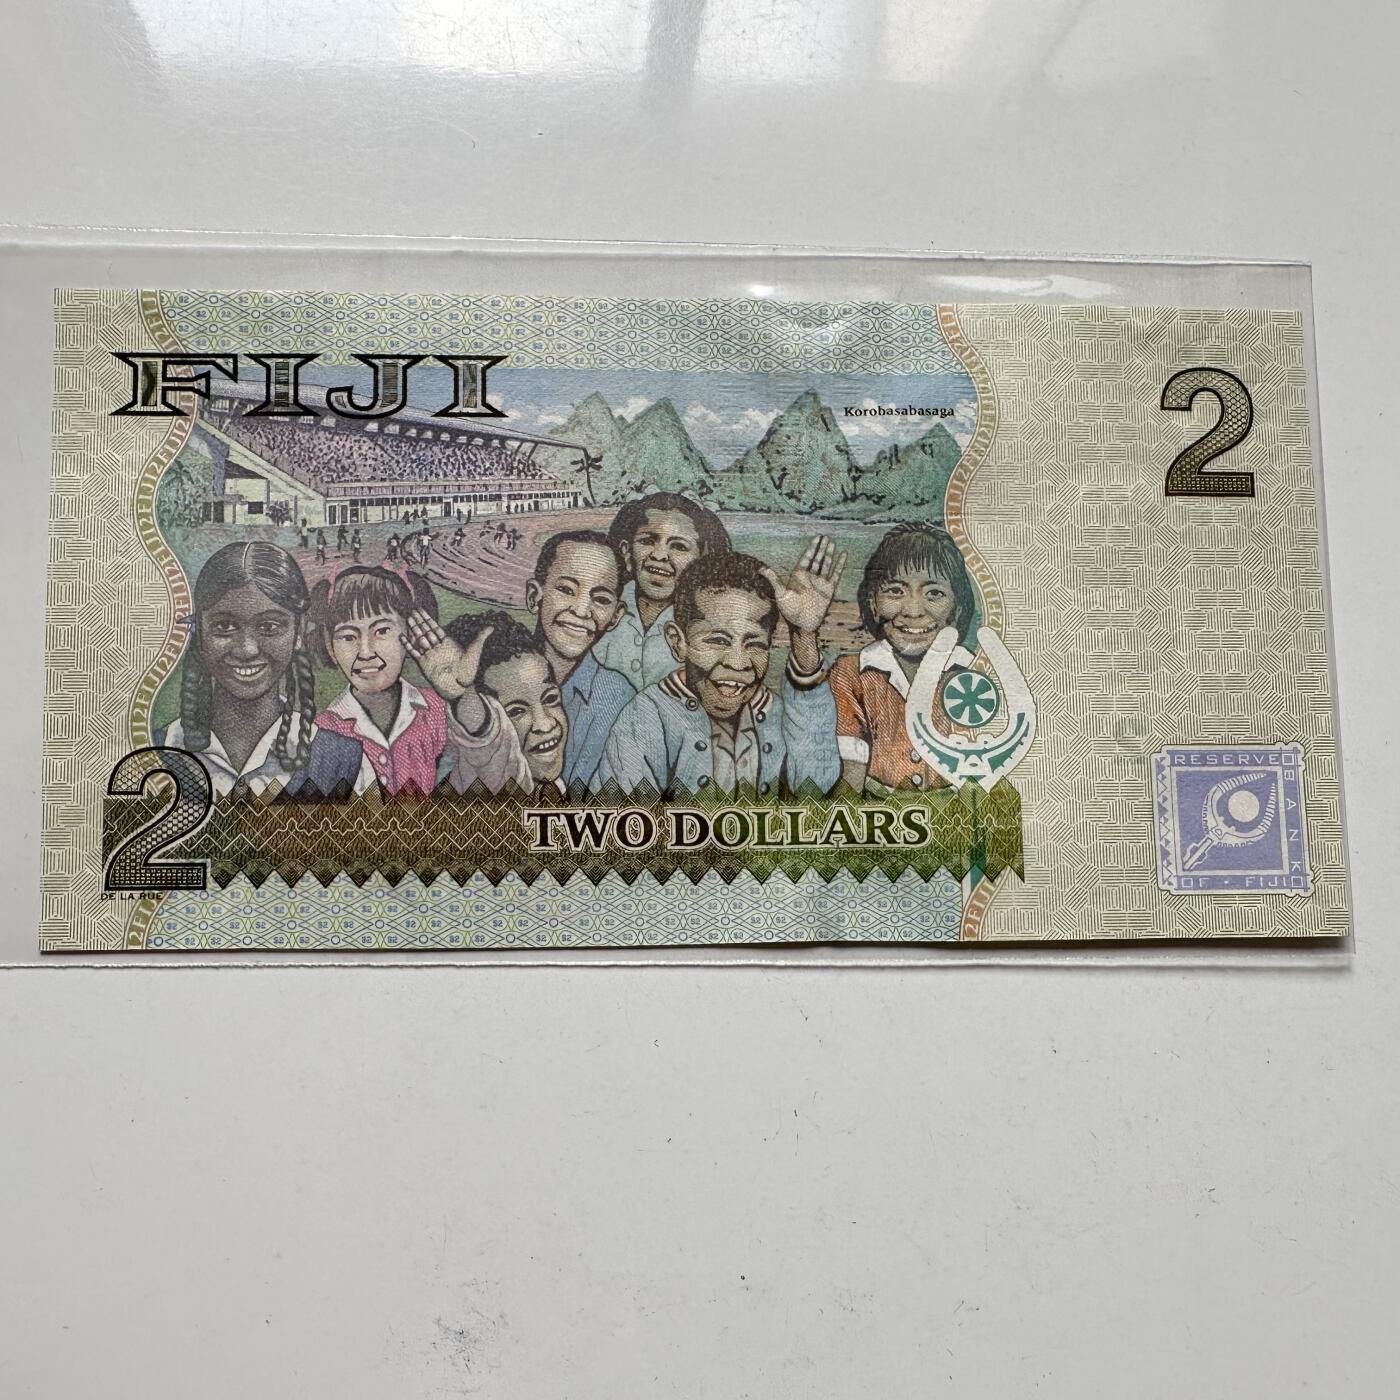 FIJI
Korobasabasaga
2
2
TWO DOLLARS
DE LA RUE
RESERVE
BANK
OF · FIJI